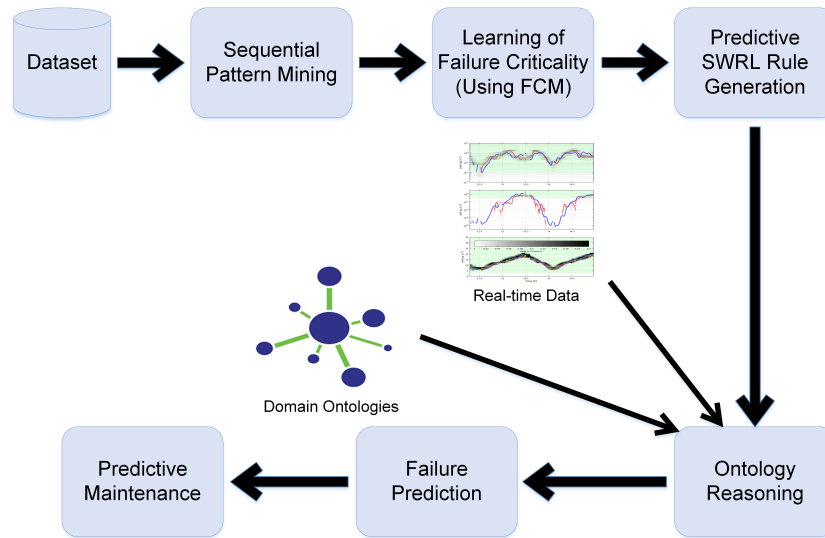 Dataset
Sequential
Pattern Mining
Learning of
Failure Criticality
(Using FCM)
Predictive
SWRL Rule
Generation
Real-time Data
Domain Ontologies
Predictive
Maintenance
Failure
Prediction
Ontology
Reasoning